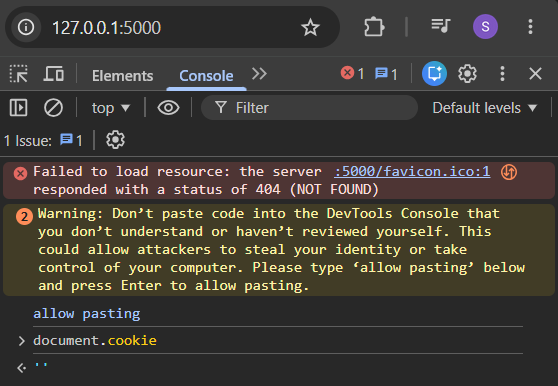 127.0.0.1:5000
S
Elements
Console
1
1
top
Filter
Default levels
1 Issue:
1
Failed to load resource: the server :5000/favicon.ico:1
responded with a status of 404 (NOT FOUND)
2
Warning: Don’t paste code into the DevTools Console that
you don’t understand or haven’t reviewed yourself. This
could allow attackers to steal your identity or take
control of your computer. Please type ‘allow pasting’ below
and press Enter to allow pasting.
allow pasting
document.cookie
''